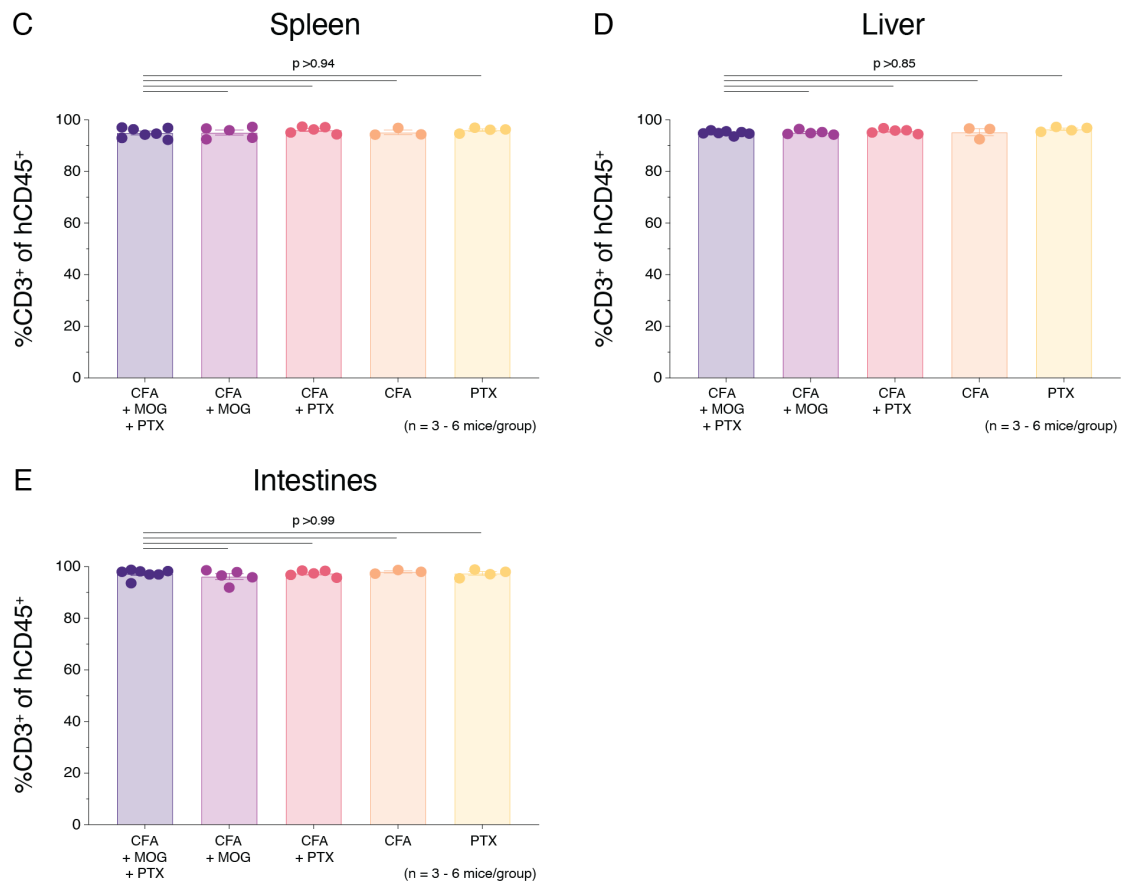 C
Spleen
p >0.94
%CD3⁺ of hCD45⁺
100
80
60
40
20
0
CFA
+ MOG
+ PTX
CFA
+ MOG
CFA
+ PTX
CFA
PTX
(n = 3 - 6 mice/group)
D
Liver
p >0.85
%CD3⁺ of hCD45⁺
100
80
60
40
20
0
CFA
+ MOG
+ PTX
CFA
+ MOG
CFA
+ PTX
CFA
PTX
(n = 3 - 6 mice/group)
E
Intestines
p >0.99
%CD3⁺ of hCD45⁺
100
80
60
40
20
0
CFA
+ MOG
+ PTX
CFA
+ MOG
CFA
+ PTX
CFA
PTX
(n = 3 - 6 mice/group)